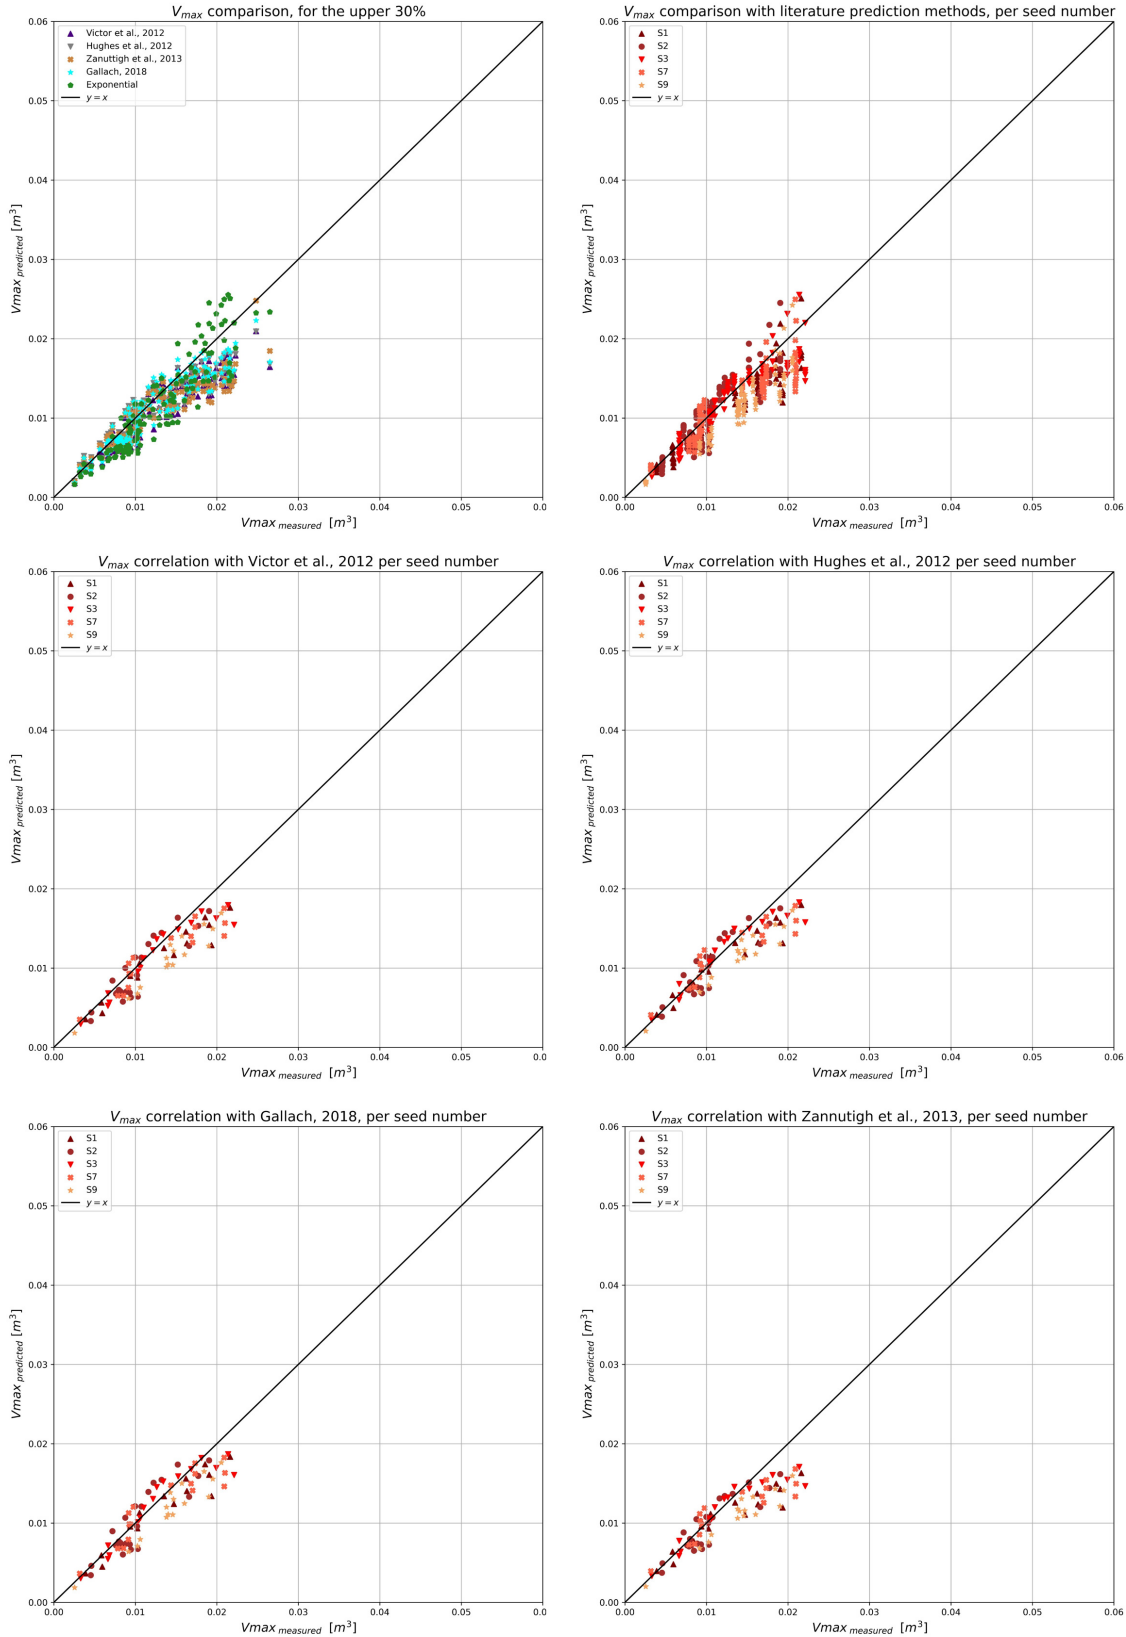 V_max comparison, for the upper 30%
0.06
0.05
0.04
0.03
0.02
0.01
0.00
Vmax predicted [m³]
Victor et al., 2012
Hughes et al., 2012
Zanuttigh et al., 2013
Gallach, 2018
Exponential
y = x
0.00 0.01 0.02 0.03 0.04 0.05 0.0
Vmax measured [m³]
V_max comparison with literature prediction methods, per seed number
0.06
0.05
0.04
0.03
0.02
0.01
0.00
Vmax predicted [m³]
S1
S2
S3
S7
S9
y = x
0.00 0.01 0.02 0.03 0.04 0.05 0.06
Vmax measured [m³]
V_max correlation with Victor et al., 2012 per seed number
0.06
0.05
0.04
0.03
0.02
0.01
0.00
Vmax predicted [m³]
S1
S2
S3
S7
S9
y = x
0.00 0.01 0.02 0.03 0.04 0.05 0.0
Vmax measured [m³]
V_max correlation with Hughes et al., 2012 per seed number
0.06
0.05
0.04
0.03
0.02
0.01
0.00
Vmax predicted [m³]
S1
S2
S3
S7
S9
y = x
0.00 0.01 0.02 0.03 0.04 0.05 0.06
Vmax measured [m³]
V_max correlation with Gallach, 2018, per seed number
0.06
0.05
0.04
0.03
0.02
0.01
0.00
Vmax predicted [m³]
S1
S2
S3
S7
S9
y = x
0.00 0.01 0.02 0.03 0.04 0.05 0.0
Vmax measured [m³]
V_max correlation with Zannutigh et al., 2013, per seed number
0.06
0.05
0.04
0.03
0.02
0.01
0.00
Vmax predicted [m³]
S1
S2
S3
S7
S9
y = x
0.00 0.01 0.02 0.03 0.04 0.05 0.06
Vmax measured [m³]